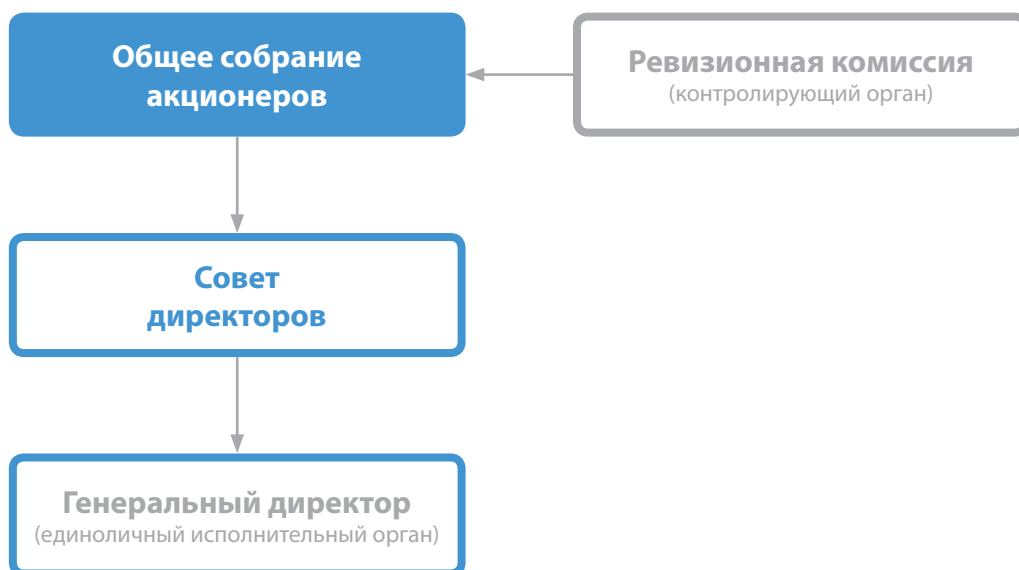 Общее собрание
акционеров
Ревизионная комиссия
(контролирующий орган)
Совет
директоров
Генеральный директор
(единоличный исполнительный орган)